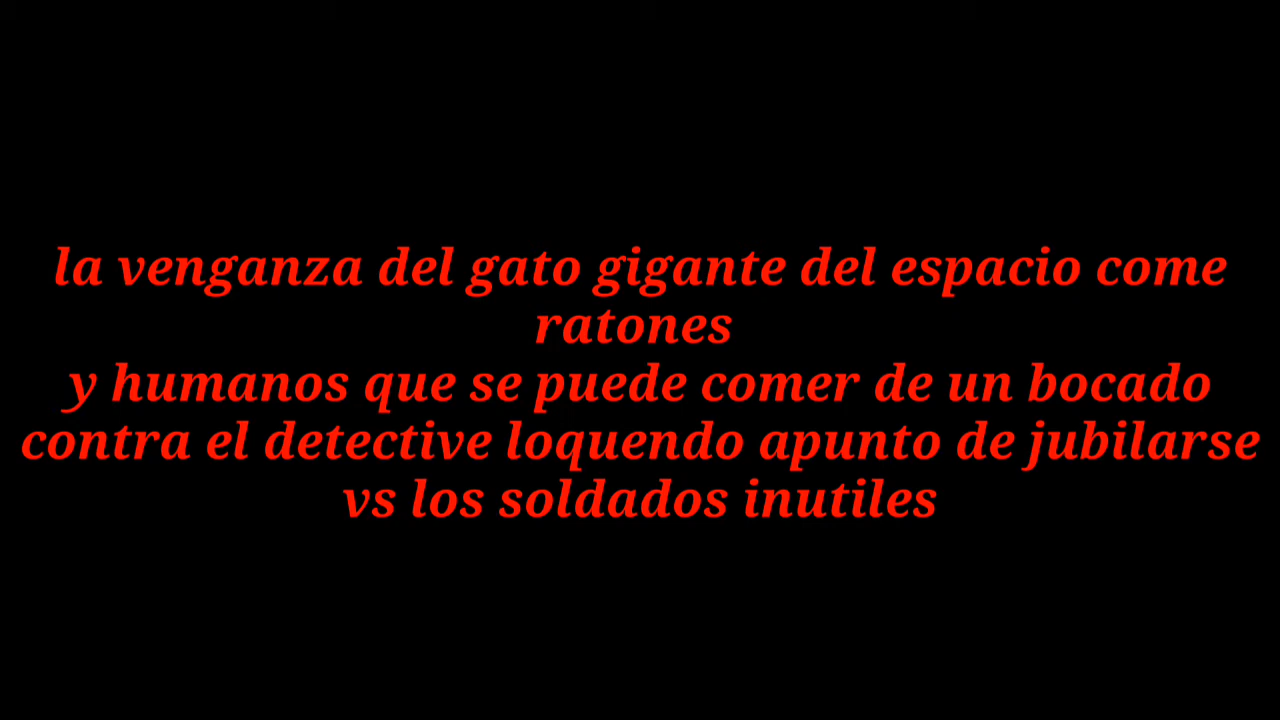 la venganza del gato gigante del espacio come
ratones
y humanos que se puede comer de un bocado
contra el detective loquendo apunto de jubilarse
vs los soldados inutiles